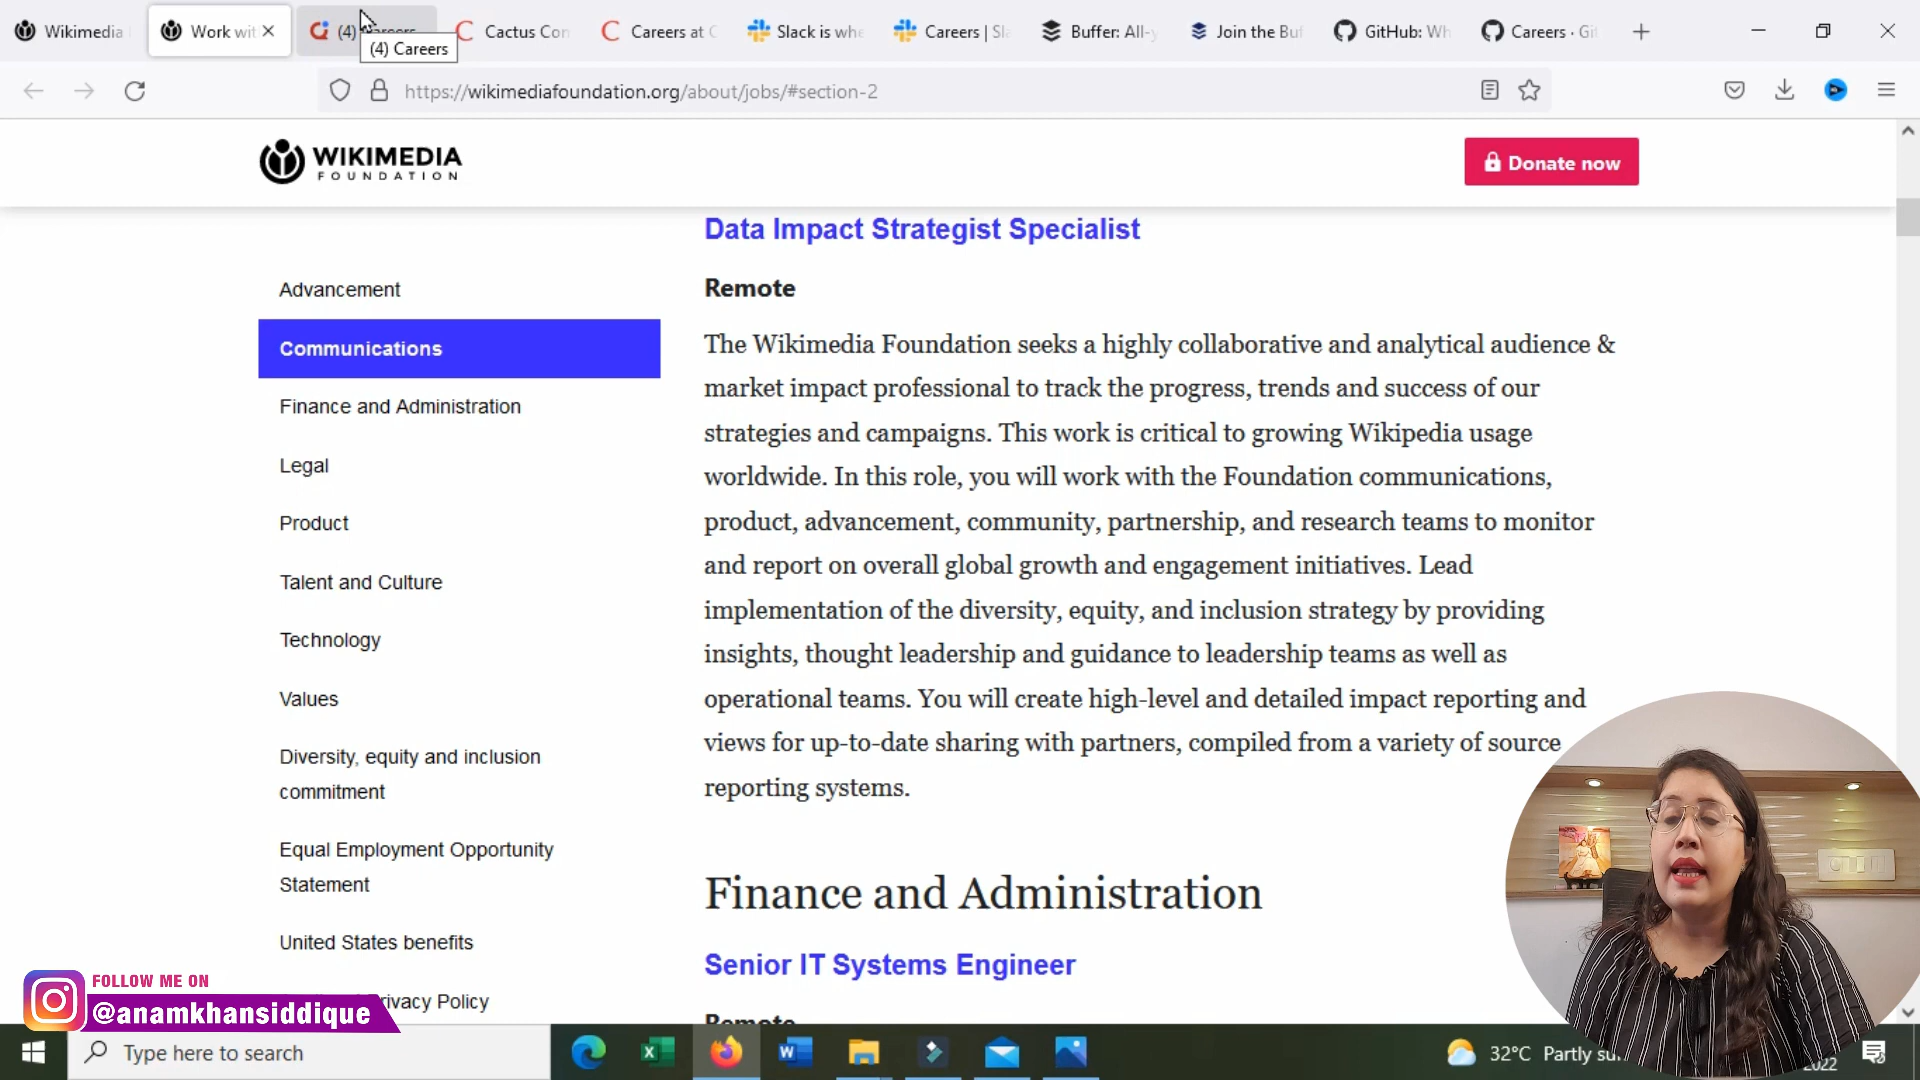 Wikimedia
Work wit
(4) Careers
Cactus Con
Careers at C
Slack is whe
Careers | Sla
Buffer: All-y
Join the Buf
GitHub: Wh
Careers · Git
(4) Careers
https://wikimediafoundation.org/about/jobs/#section-2
WIKIMEDIA
FOUNDATION
Donate now
Advancement
Communications
Finance and Administration
Legal
Product
Talent and Culture
Technology
Values
Diversity, equity and inclusion
commitment
Equal Employment Opportunity
Statement
United States benefits
rivacy Policy
Data Impact Strategist Specialist
Remote
The Wikimedia Foundation seeks a highly collaborative and analytical audience &
market impact professional to track the progress, trends and success of our
strategies and campaigns. This work is critical to growing Wikipedia usage
worldwide. In this role, you will work with the Foundation communications,
product, advancement, community, partnership, and research teams to monitor
and report on overall global growth and engagement initiatives. Lead
implementation of the diversity, equity, and inclusion strategy by providing
insights, thought leadership and guidance to leadership teams as well as
operational teams. You will create high-level and detailed impact reporting and
views for up-to-date sharing with partners, compiled from a variety of source
reporting systems.
Finance and Administration
Senior IT Systems Engineer
Remote
FOLLOW ME ON
@anamkhansiddique
Type here to search
32°C Partly su
2022